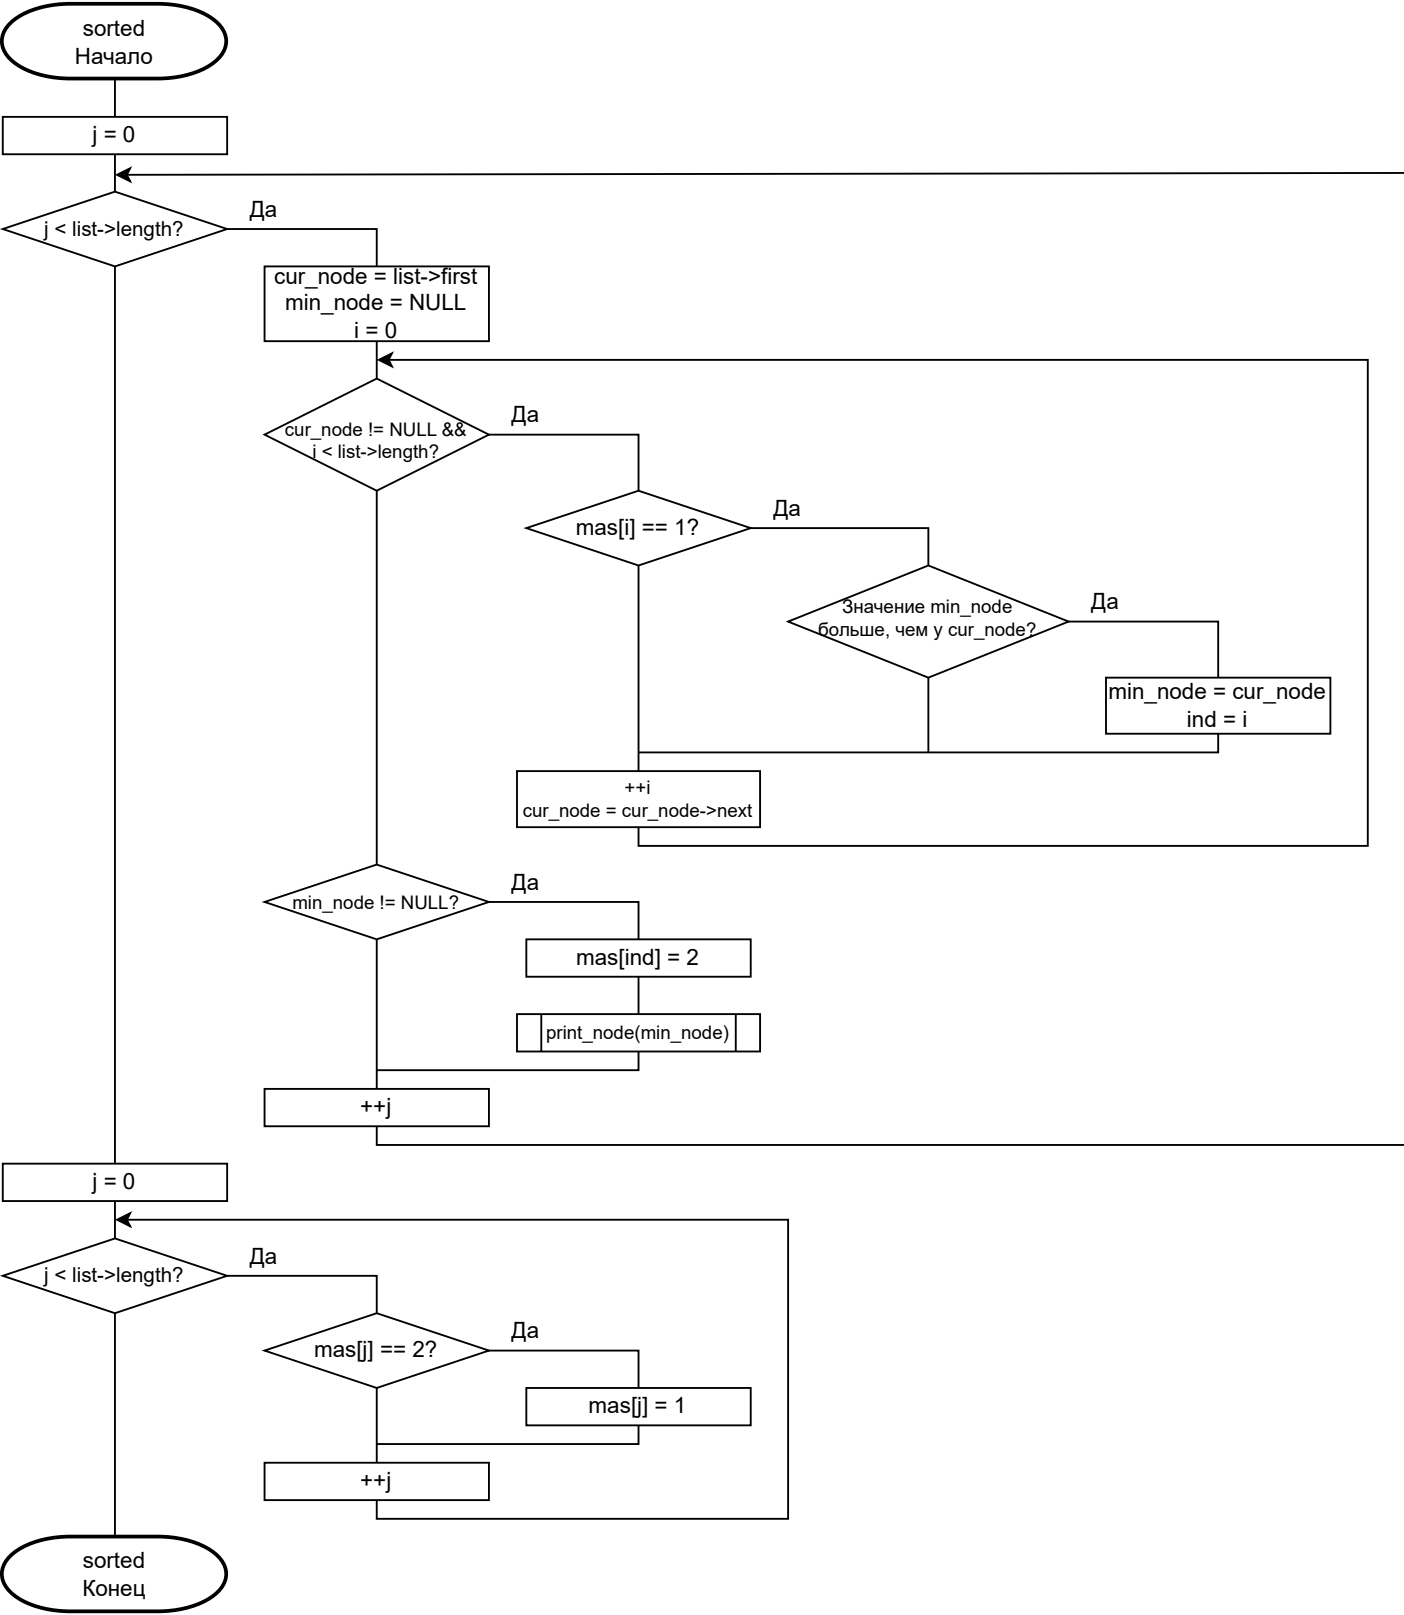 sorted
Начало
j = 0
j < list->length?
Да
cur_node = list->first
min_node = NULL
i = 0
cur_node != NULL &&
i < list->length?
Да
mas[i] == 1?
Да
Значение min_node
больше, чем у cur_node?
Да
min_node = cur_node
ind = i
++i
cur_node = cur_node->next
min_node != NULL?
Да
mas[ind] = 2
print_node(min_node)
++j
j = 0
j < list->length?
Да
mas[j] == 2?
Да
mas[j] = 1
++j
sorted
Конец